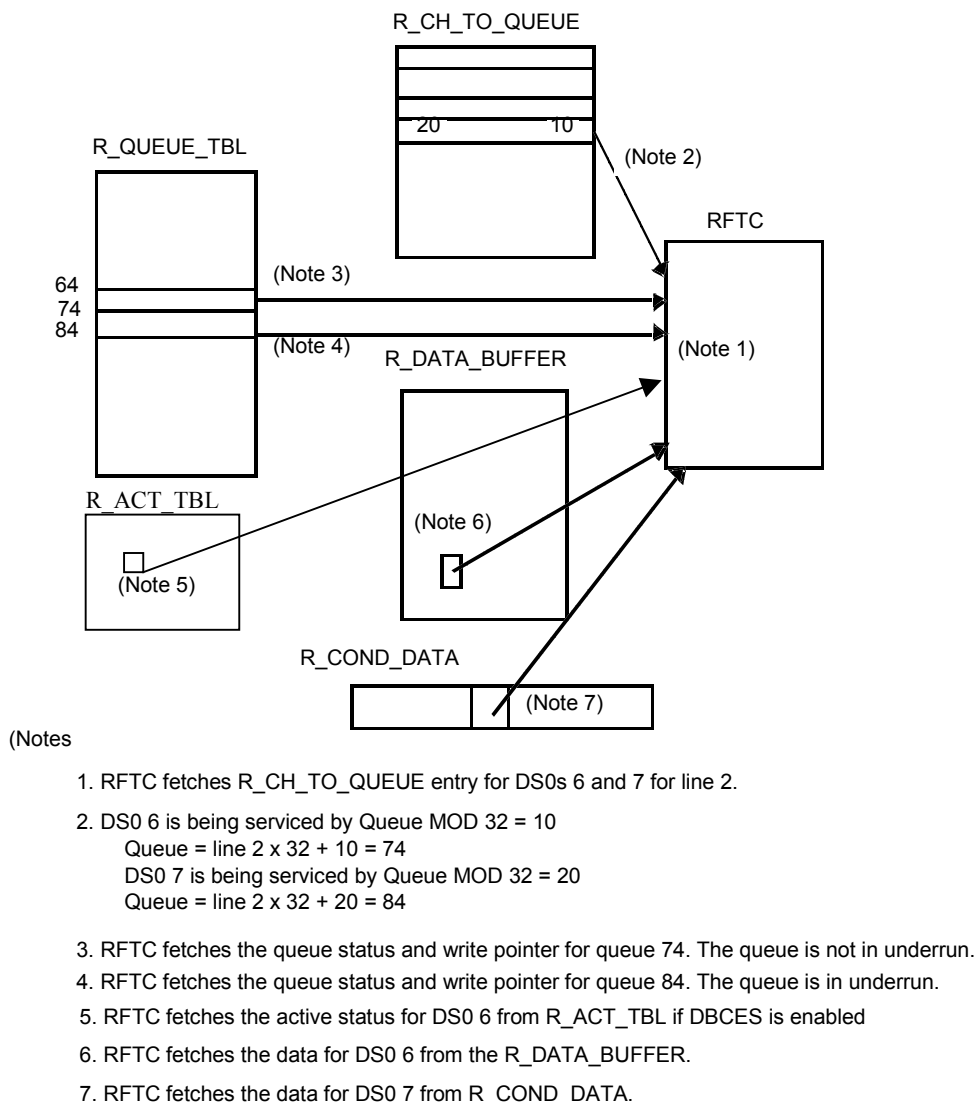 R_CH_TO_QUEUE
20 10
R_QUEUE_TBL
(Note 2)
RFTC
64
74
84
(Note 3)
(Note 4)
(Note 1)
R_DATA_BUFFER
R_ACT_TBL
(Note 5)
(Note 6)
R_COND_DATA
(Note 7)
(Notes
1. RFTC fetches R_CH_TO_QUEUE entry for DS0s 6 and 7 for line 2.
2. DS0 6 is being serviced by Queue MOD 32 = 10
Queue = line 2 x 32 + 10 = 74
DS0 7 is being serviced by Queue MOD 32 = 20
Queue = line 2 x 32 + 20 = 84
3. RFTC fetches the queue status and write pointer for queue 74. The queue is not in underrun.
4. RFTC fetches the queue status and write pointer for queue 84. The queue is in underrun.
5. RFTC fetches the active status for DS0 6 from R_ACT_TBL if DBCES is enabled
6. RFTC fetches the data for DS0 6 from the R_DATA_BUFFER.
7. RFTC fetches the data for DS0 7 from R_COND_DATA.